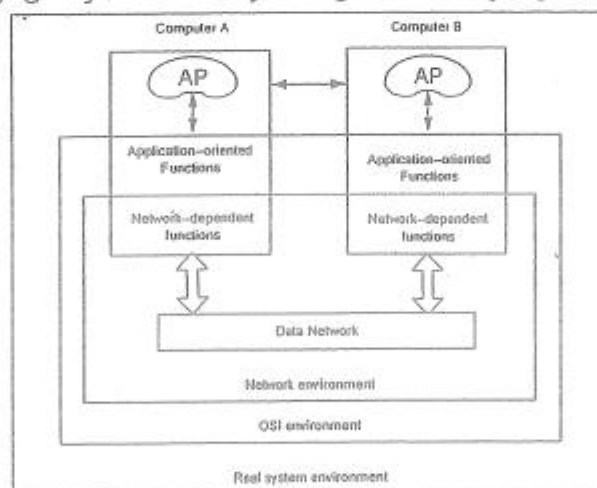 Computer A
Computer B
AP
AP
Application-oriented
Functions
Application-oriented
Functions
Network-dependent
functions
Network-dependent
functions
Data Network
Network environment
OSI environment
Real system environment